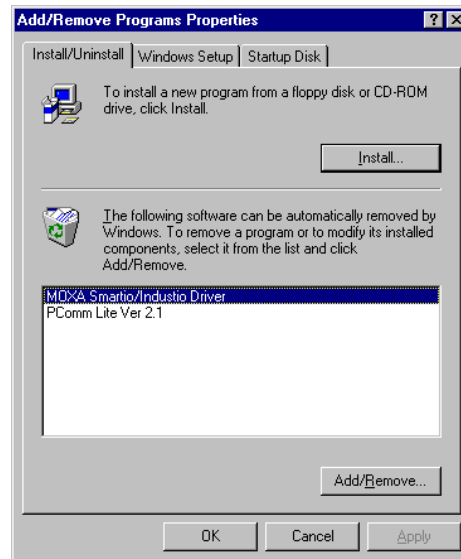 Add/Remove Programs Properties
Install/Uninstall
Windows Setup
Startup Disk
To install a new program from a floppy disk or CD-ROM
drive, click Install.
Install...
The following software can be automatically removed by
Windows. To remove a program or to modify its installed
components, select it from the list and click
Add/Remove.
MOXA Smartio/Industio Driver
PComm Lite Ver 2.1
Add/Remove...
OK
Cancel
Apply